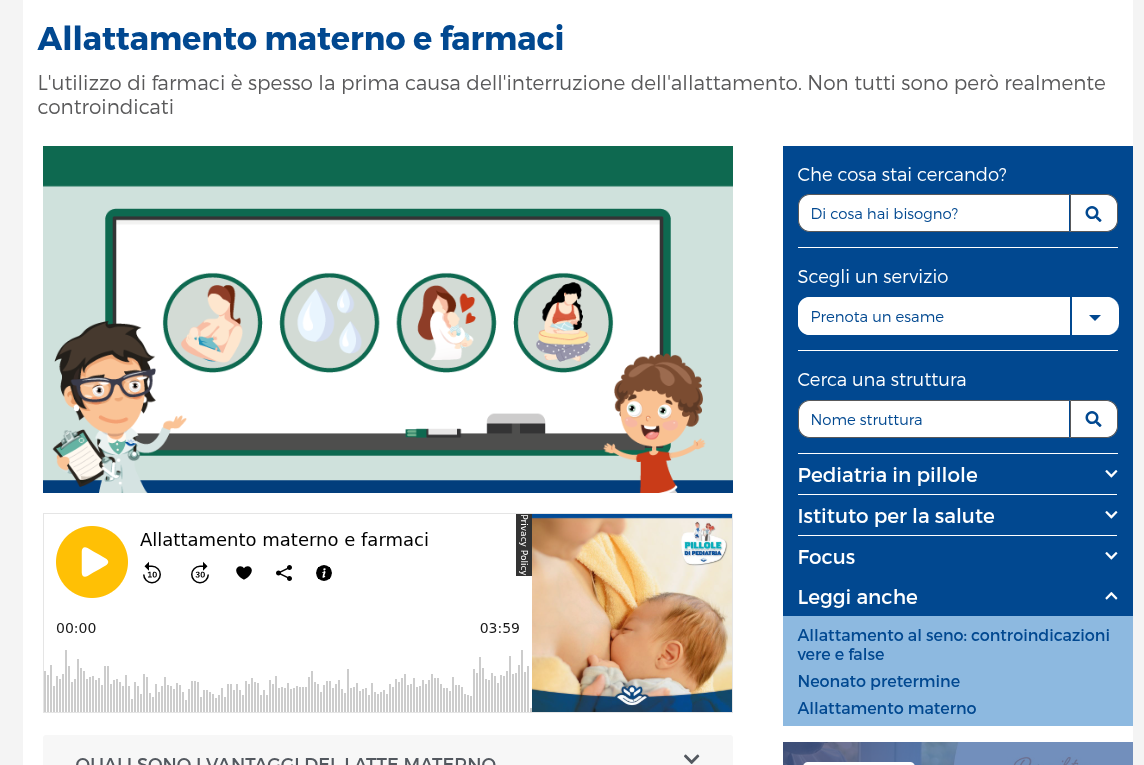 Allattamento materno e farmaci
L'utilizzo di farmaci è spesso la prima causa dell'interruzione dell'allattamento. Non tutti sono però realmente
controindicati
Allattamento materno e farmaci
10
30
00:00
03:59
Privacy Policy
PILLOLE
DI PEDIATRIA
QUALI SONO I VANTAGGI DEL LATTE MATERNO
Che cosa stai cercando?
Di cosa hai bisogno?
Scegli un servizio
Prenota un esame
Cerca una struttura
Nome struttura
Pediatria in pillole
Istituto per la salute
Focus
Leggi anche
Allattamento al seno: controindicazioni
vere e false
Neonato pretermine
Allattamento materno